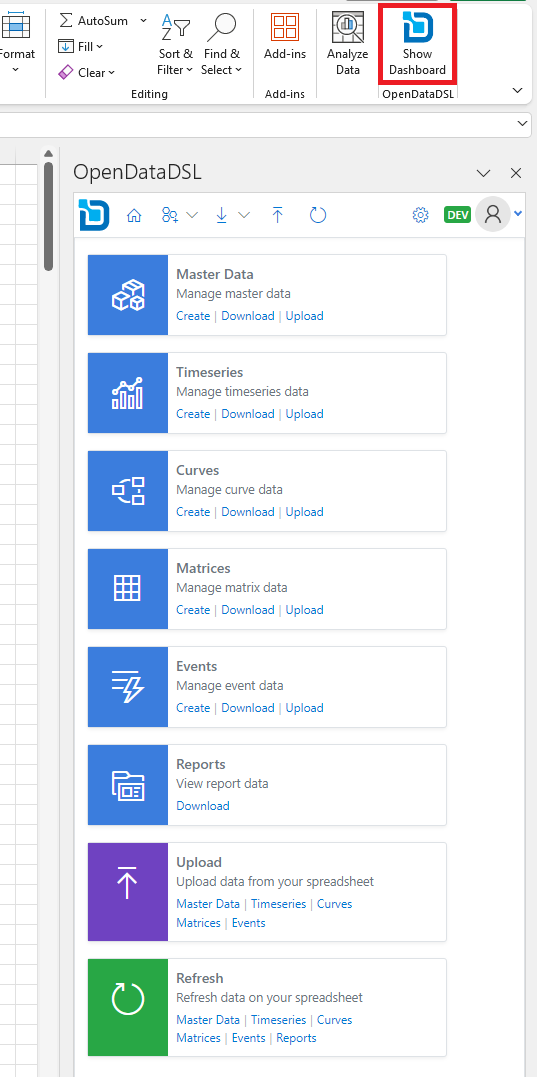 AutoSum
Fill
Clear
Format
Sort &
Filter
Find &
Select
Editing
Add-ins
Add-ins
Analyze
Data
Show
Dashboard
OpenDataDSL
OpenDataDSL
DEV
Master Data
Manage master data
Create | Download | Upload
Timeseries
Manage timeseries data
Create | Download | Upload
Curves
Manage curve data
Create | Download | Upload
Matrices
Manage matrix data
Create | Download | Upload
Events
Manage event data
Create | Download | Upload
Reports
View report data
Download
Upload
Upload data from your spreadsheet
Master Data | Timeseries | Curves
Matrices | Events
Refresh
Refresh data on your spreadsheet
Master Data | Timeseries | Curves
Matrices | Events | Reports